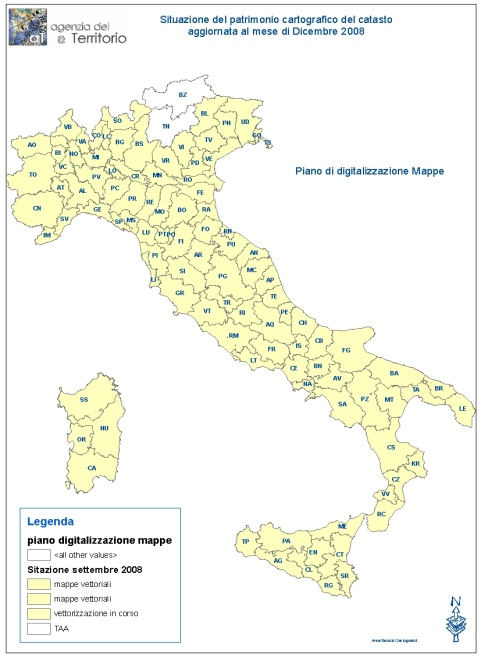 agenzia del
Territorio
Situazione del patrimonio cartografico del catasto
aggiornata al mese di Dicembre 2008
Piano di digitalizzazione Mappe
BZ
TN
SO
VB
BL
PN
UD
GO
TS
AO
BI
NO
VA
CO
LC
BG
BS
VI
TV
VE
TO
VC
MI
LO
CR
MN
VR
PD
RO
AT
AL
PV
PC
FE
CN
SV
GE
PR
RE
MO
BO
RA
IM
SP
MS
LU
PT
PO
FI
FO
RN
PU
AN
PI
LI
SI
AR
PG
MC
AP
GR
VT
TR
RI
TE
PE
RM
AQ
CH
LT
FR
IS
CB
FG
CE
BN
NA
AV
BA
SA
PZ
MT
TA
BR
LE
SS
NU
OR
CA
CS
KR
CZ
VV
RC
ME
TP
PA
EN
CT
AG
CL
SR
RG
Legenda
piano digitalizzazione mappe
<all other values>
Sitazione settembre 2008
mappe vettoriali
mappe vettoriali
vettorizzazione in corso
TAA
N